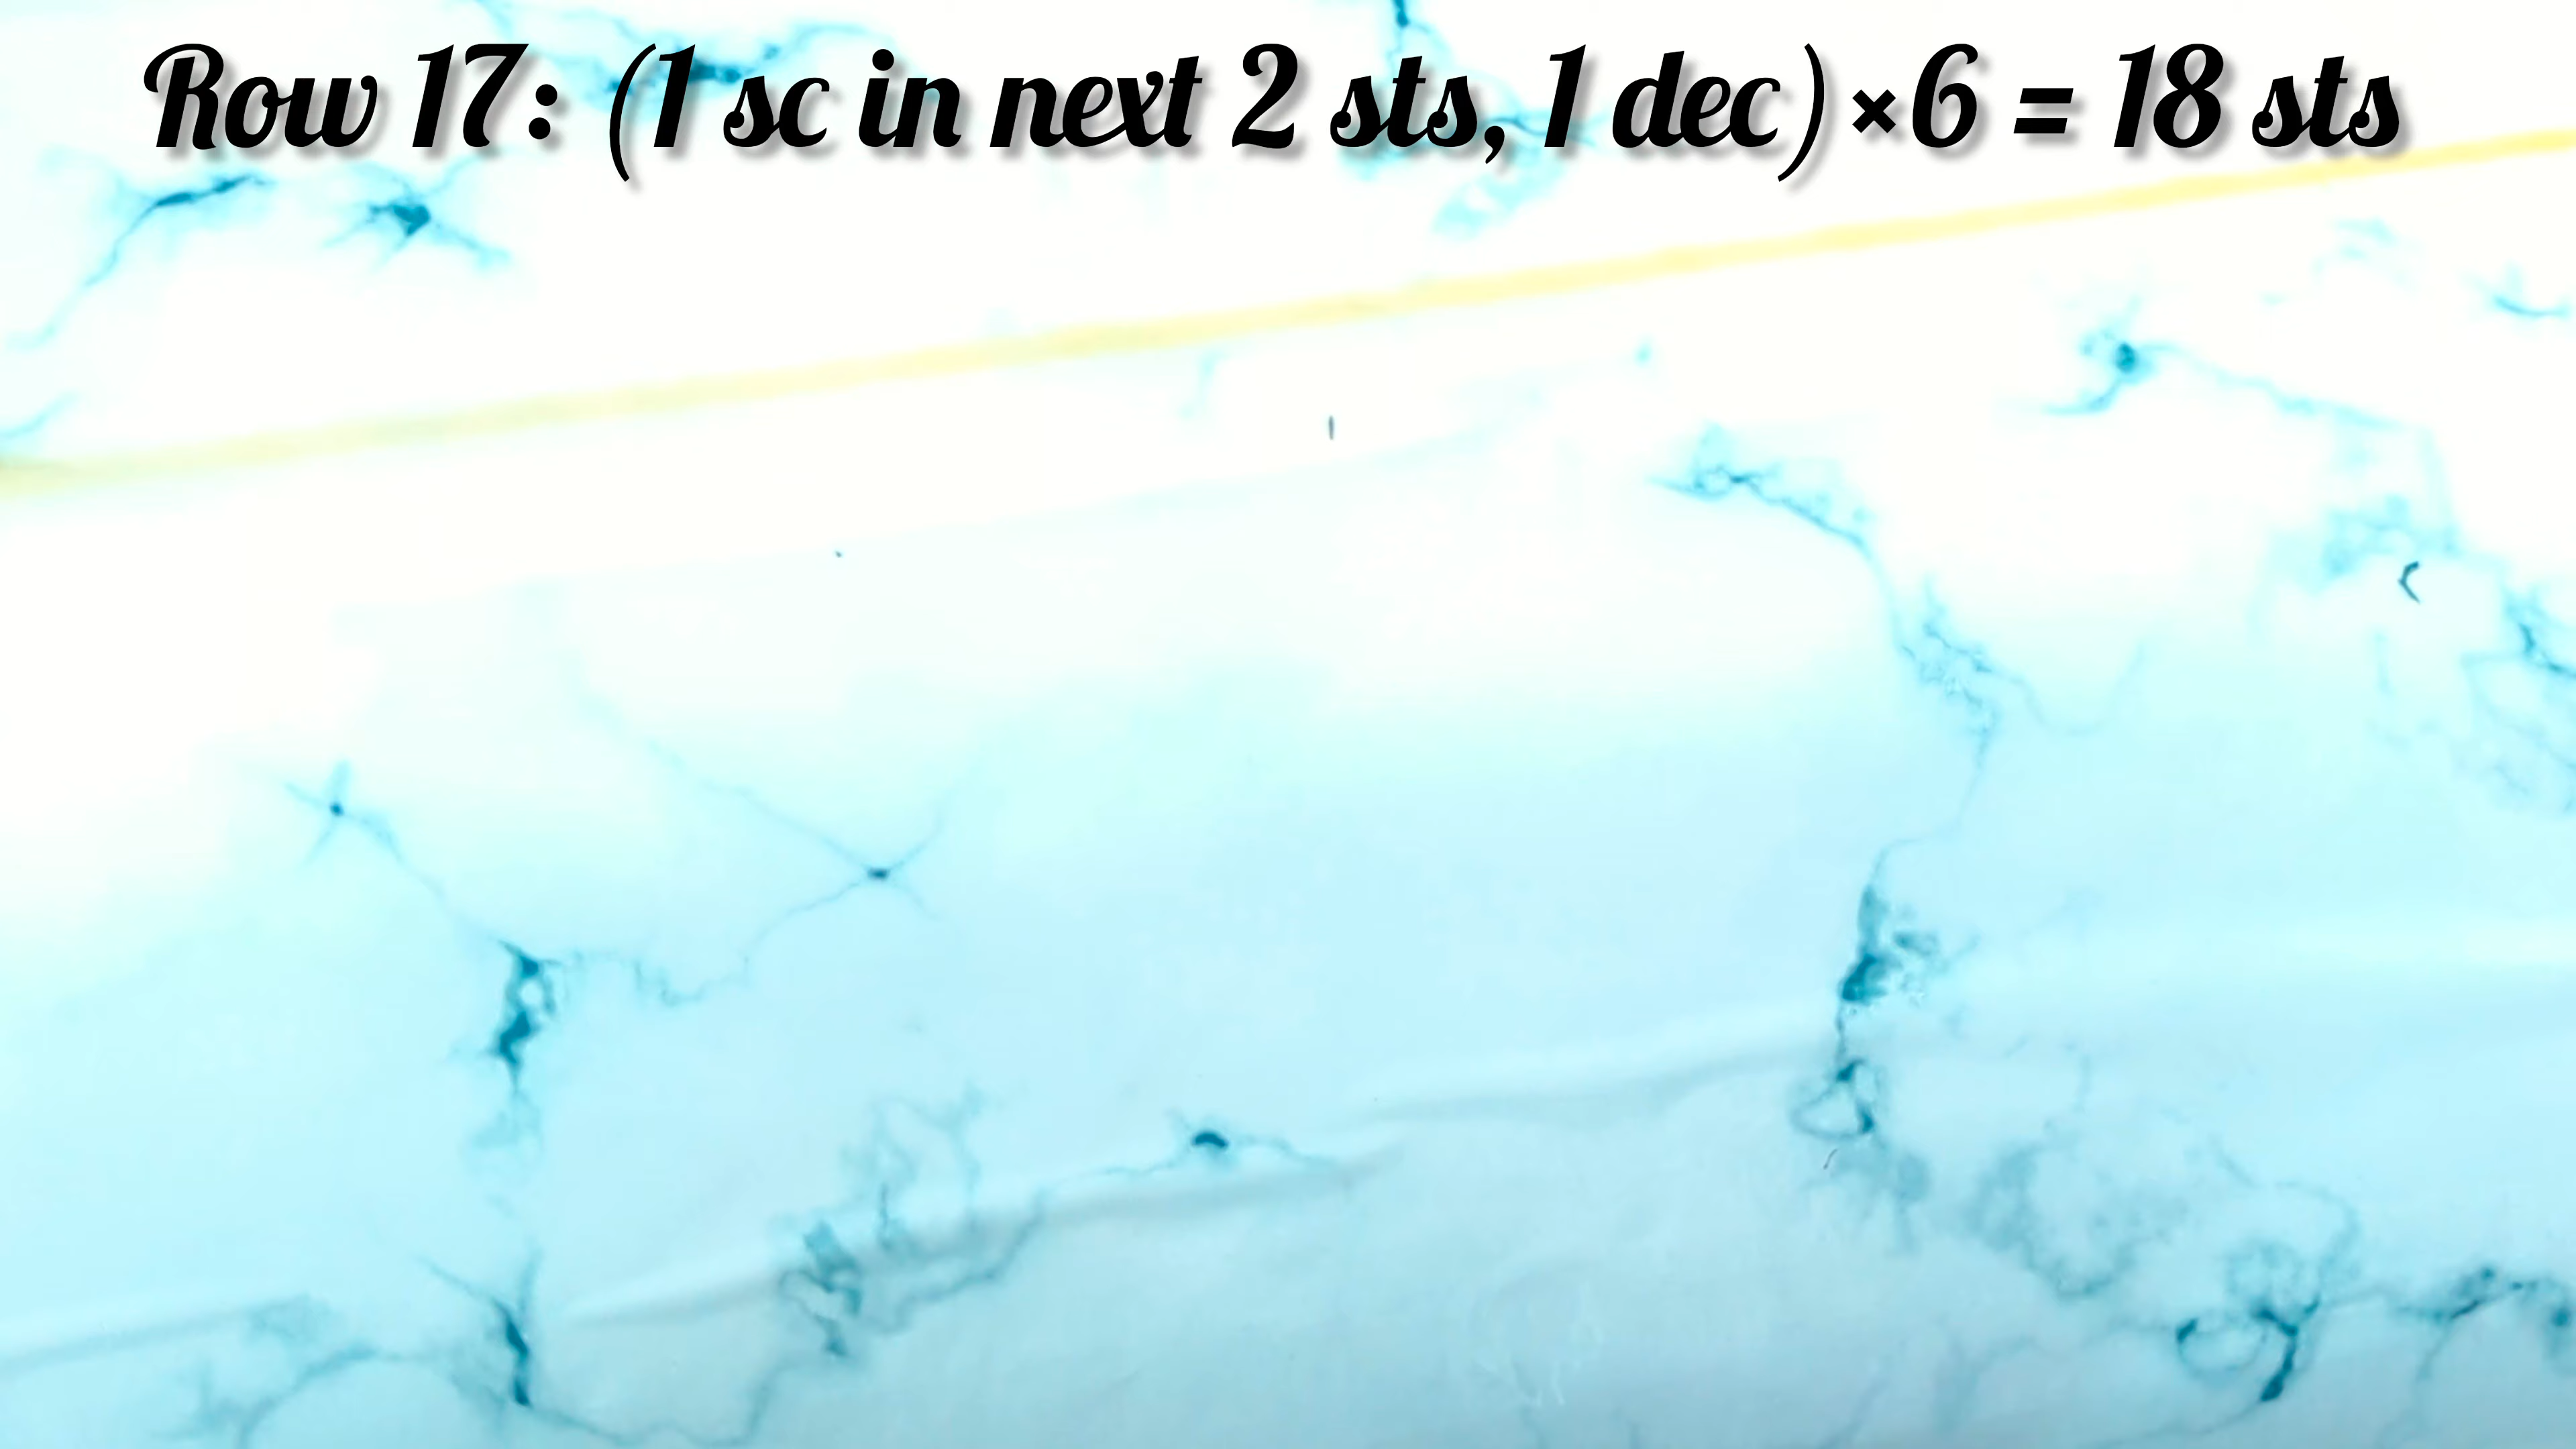 Row 17: (1 sc in next 2 sts, 1 dec)×6 = 18 sts